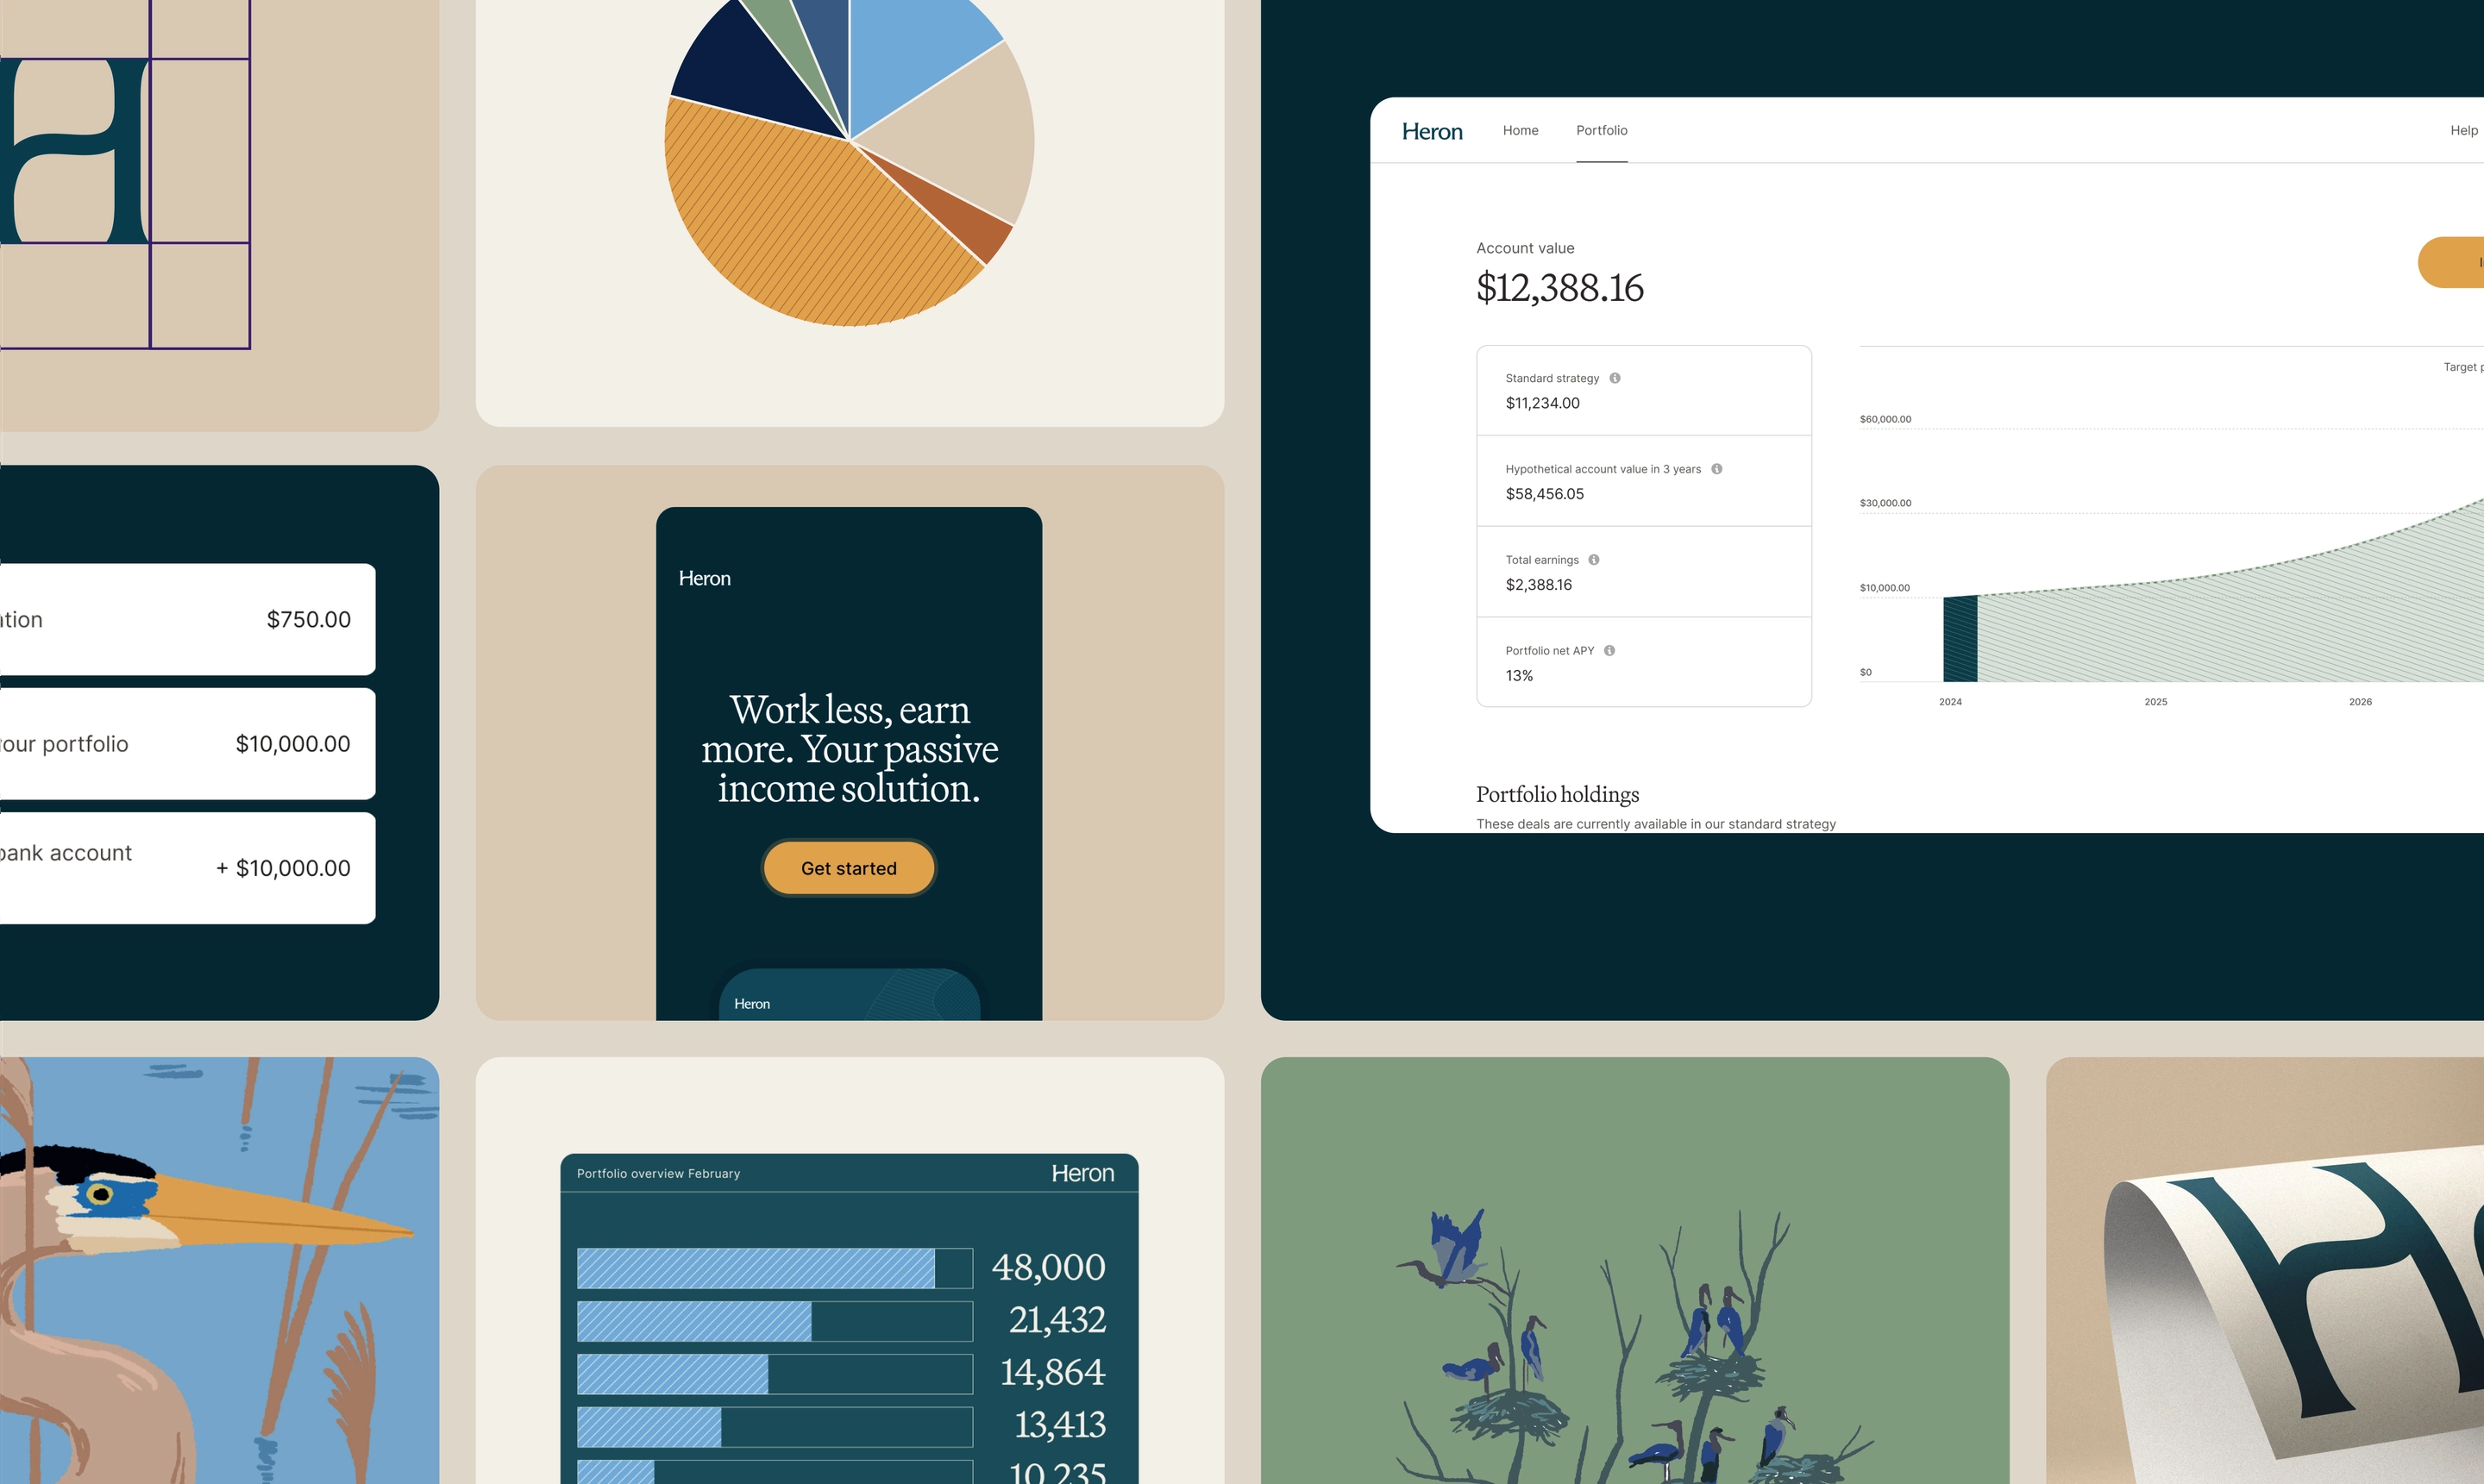 a
Heron
Home
Portfolio
Help
Account value
$12,388.16
Standard strategy
$11,234.00
Hypothetical account value in 3 years
$58,456.05
Total earnings
$2,388.16
Portfolio net APY
13%
Target
$60,000.00
$30,000.00
$10,000.00
$0
2024
2025
2026
Portfolio holdings
These deals are currently available in our standard strategy
$750.00
portfolio
$10,000.00
bank account
+ $10,000.00
Heron
Work less, earn
more. Your passive
income solution.
Get started
Heron
Portfolio overview February
Heron
48,000
21,432
14,864
13,413
10,235
H